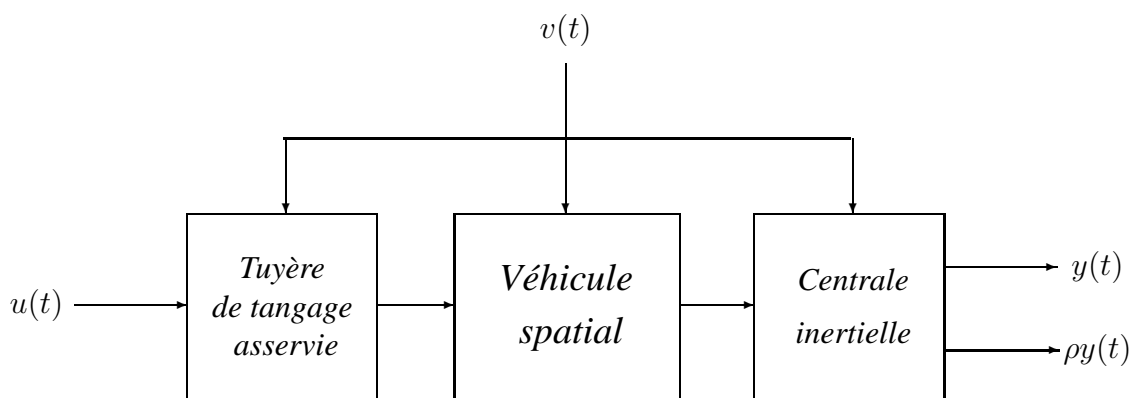 v(t)
u(t)
Tuyère
de tangage
asservie
Véhicule
spatial
Centrale
inertielle
y(t)
ρy(t)